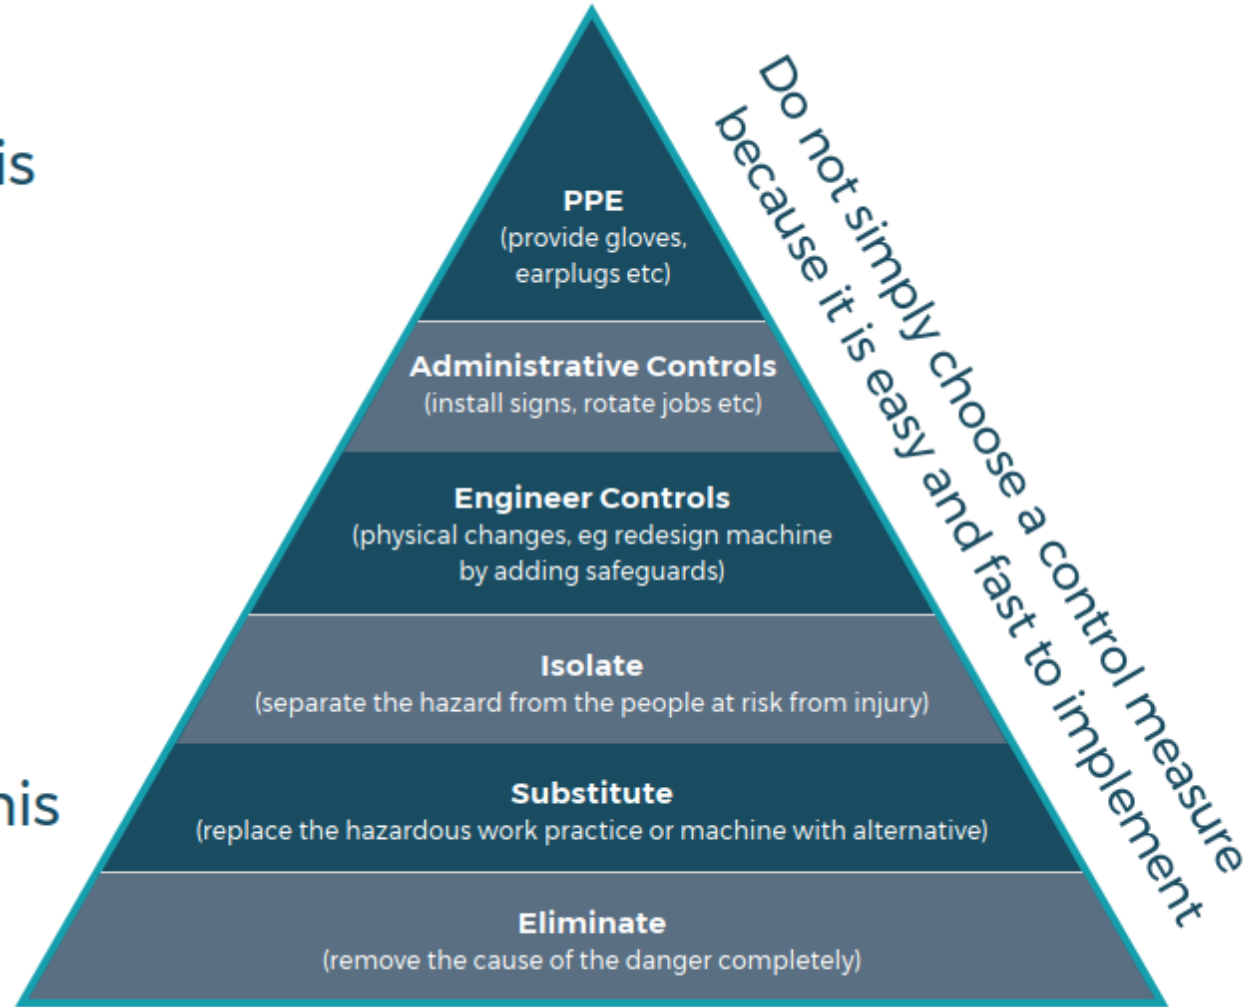 is
PPE
(provide gloves,
earplugs etc)
Administrative Controls
(install signs, rotate jobs etc)
Engineer Controls
(physical changes, eg redesign machine
by adding safeguards)
Isolate
(separate the hazard from the people at risk from injury)
Substitute
(replace the hazardous work practice or machine with alternative)
his
Eliminate
(remove the cause of the danger completely)
Do not simply choose a control measure
because it is easy and fast to implement